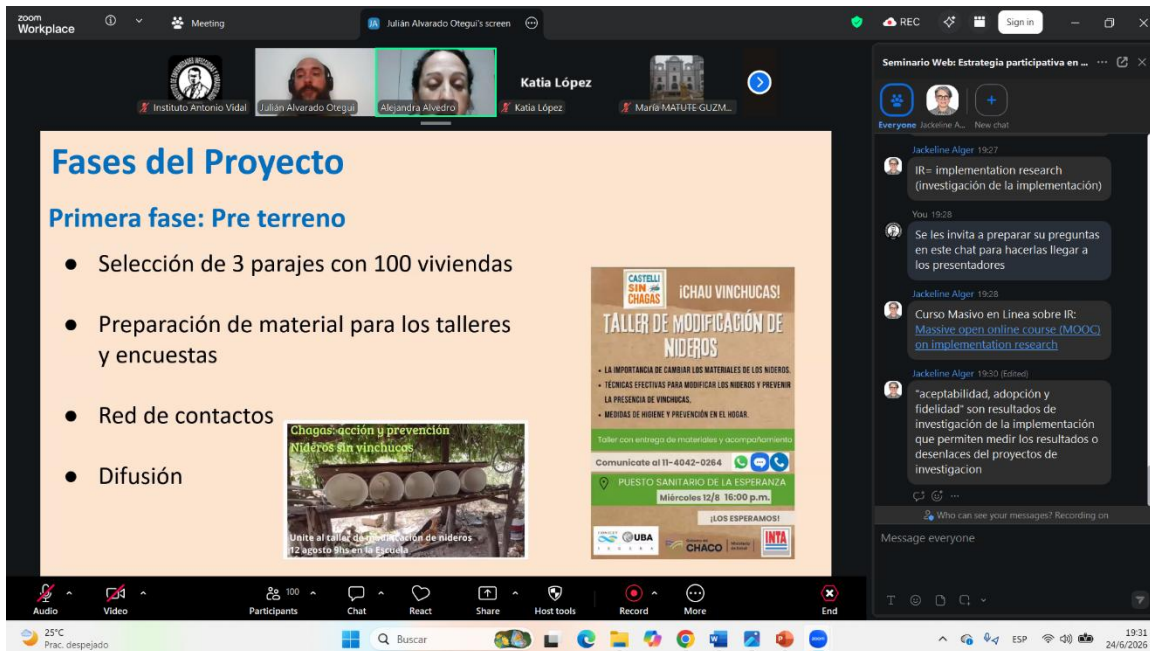 zoom
Workplace
Meeting
JA Julián Alvarado Otegui's screen
REC
Sign in
Instituto Antonio Vidal
Julián Alvarado Otegui
Alejandra Alvedro
Katia López
Katia López
María MATUTE GUZM...
Fases del Proyecto
Primera fase: Pre terreno
● Selección de 3 parajes con 100 viviendas
● Preparación de material para los talleres
y encuestas
● Red de contactos
● Difusión
Chagas: acción y prevención
Nideros sin vinchucas
Unite al taller de modificación de nideros
12 agosto 9hs en la Escuela
CASTELLI
SIN
CHAGAS
¡CHAU VINCHUCAS!
TALLER DE MODIFICACIÓN DE
NIDEROS
• LA IMPORTANCIA DE CAMBIAR LOS MATERIALES DE LOS NIDEROS.
• TÉCNICAS EFECTIVAS PARA MODIFICAR LOS NIDEROS Y PREVENIR
LA PRESENCIA DE VINCHUCAS.
• MEDIDAS DE HIGIENE Y PREVENCIÓN EN EL HOGAR.
Taller con entrega de materiales y acompañamiento
Comunicate al 11-4042-0264
PUESTO SANITARIO DE LA ESPERANZA
Miércoles 12/8 16:00 p.m.
¡LOS ESPERAMOS!
UBA
CHACO
INTA
Seminario Web: Estrategia participativa en ...
Everyone
Jackeline A...
New chat
Jackeline Alger 19:27
IR= implementation research
(investigación de la implementación)
You 19:28
Se les invita a preparar su preguntas
en este chat para hacerlas llegar a
los presentadores
Jackeline Alger 19:28
Curso Masivo en Linea sobre IR:
Massive open online course (MOOC)
on implementation research
Jackeline Alger 19:30 (Edited)
"aceptabilidad, adopción y
fidelidad" son resultados de
investigación de la implementación
que permiten medir los resultados o
desenlaces del proyectos de
investigacion
Who can see your messages? Recording on
Message everyone
Audio
Video
100
Participants
Chat
React
Share
Host tools
Record
More
End
25°C
Prac. despejado
Buscar
ESP
19:31
24/6/2026